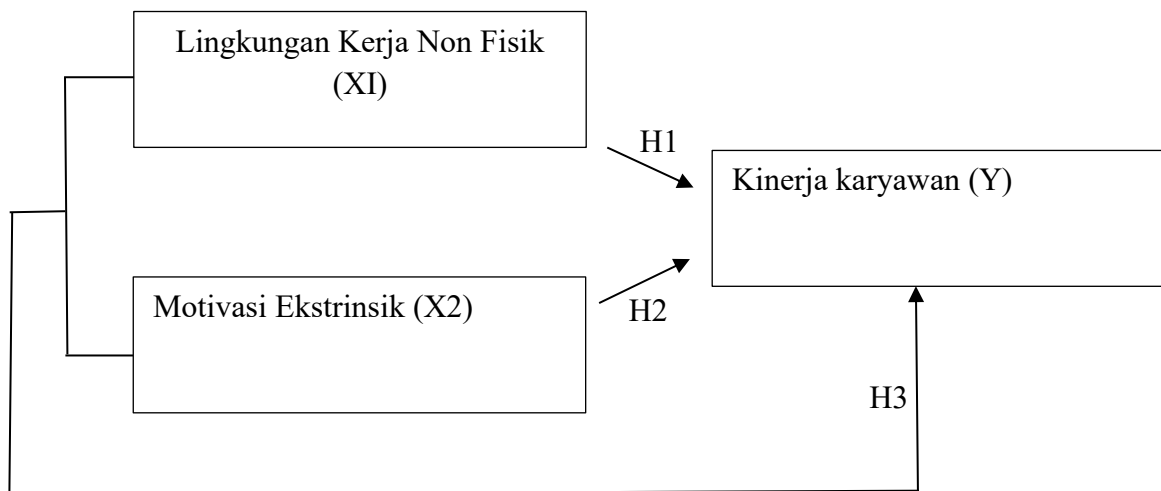 Lingkungan Kerja Non Fisik
(XI)
H1
Kinerja karyawan (Y)
Motivasi Ekstrinsik (X2)
H2
H3